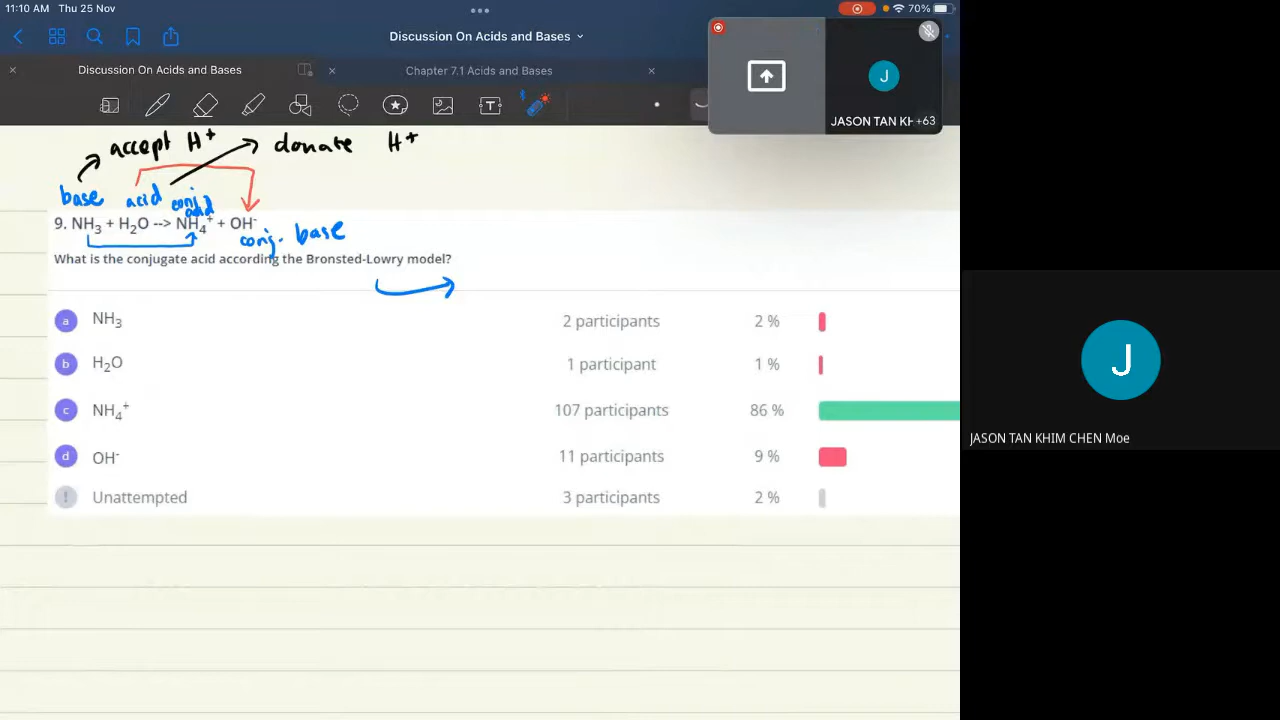 11:10 AM Thu 25 Nov
70%
Discussion On Acids and Bases
Discussion On Acids and Bases
Chapter 7.1 Acids and Bases
J
JASON TAN KH +63
accept H⁺ donate H⁺
base acid conj. acid
9. NH₃ + H₂O --> NH₄⁺ + OH⁻
conj. base
What is the conjugate acid according the Bronsted-Lowry model?
a NH₃ 2 participants 2 %
b H₂O 1 participant 1 %
c NH₄⁺ 107 participants 86 %
d OH⁻ 11 participants 9 %
! Unattempted 3 participants 2 %
J
JASON TAN KHIM CHEN Moe